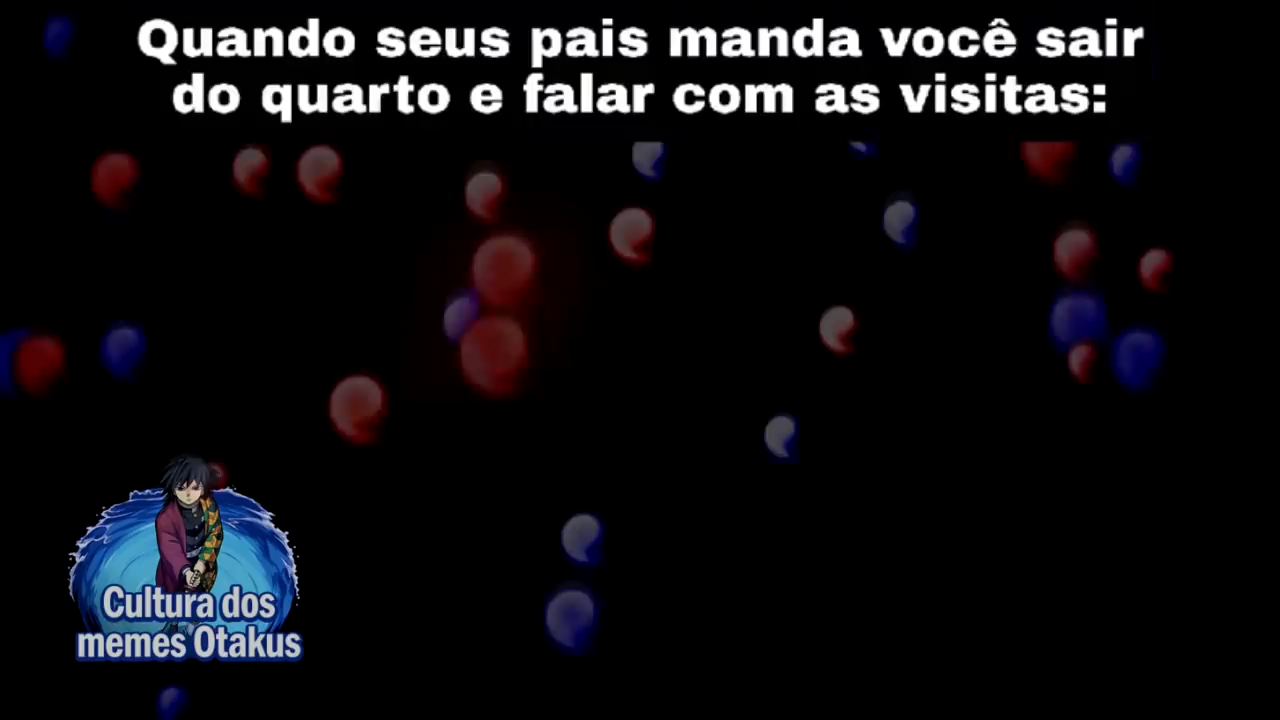 Quando seus pais manda você sair
do quarto e falar com as visitas:
Cultura dos
memes Otakus